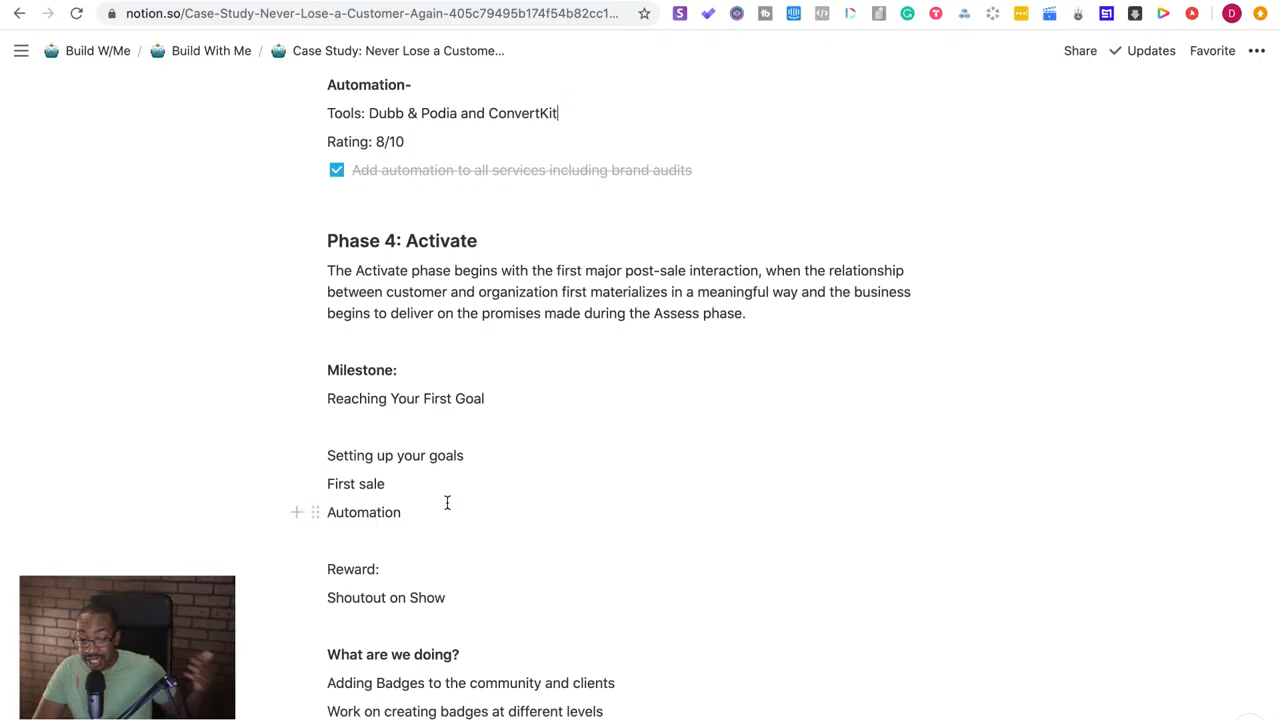 notion.so/Case-Study-Never-Lose-a-Customer-Again-405c79495b174f54b82cc1...
Build W/Me / Build With Me / Case Study: Never Lose a Custome...
Share Updates Favorite
Automation-
Tools: Dubb & Podia and ConvertKit
Rating: 8/10
Add automation to all services including brand audits
Phase 4: Activate
The Activate phase begins with the first major post-sale interaction, when the relationship
between customer and organization first materializes in a meaningful way and the business
begins to deliver on the promises made during the Assess phase.
Milestone:
Reaching Your First Goal
Setting up your goals
First sale
Automation
Reward:
Shoutout on Show
What are we doing?
Adding Badges to the community and clients
Work on creating badges at different levels